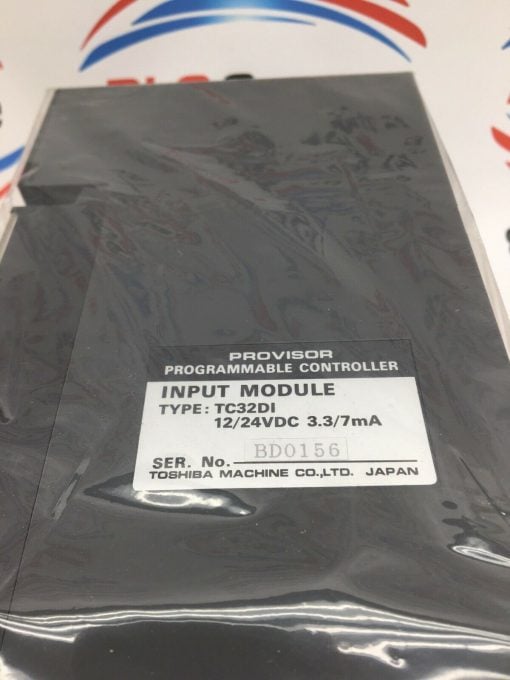 PROVISOR
PROGRAMMABLE CONTROLLER
INPUT MODULE
TYPE: TC32DI
12/24VDC 3.3/7mA
SER. No. BD0156
TOSHIBA MACHINE CO.,LTD. JAPAN